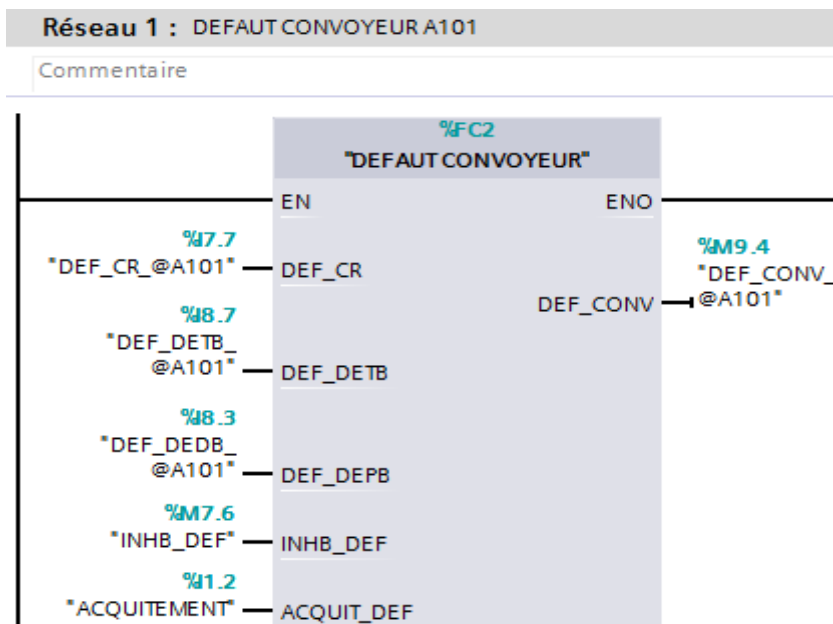 Réseau 1 : DEFAUT CONVOYEUR A101
Commentaire
%FC2
"DEFAUT CONVOYEUR"
EN
ENO
%I7.7
"DEF_CR_@A101"
DEF_CR
%M9.4
"DEF_CONV_
@A101"
DEF_CONV
%I8.7
"DEF_DETB_
@A101"
DEF_DETB
%I8.3
"DEF_DEDB_
@A101"
DEF_DEPB
%M7.6
"INHB_DEF"
INHB_DEF
%I1.2
"ACQUITEMENT"
ACQUIT_DEF